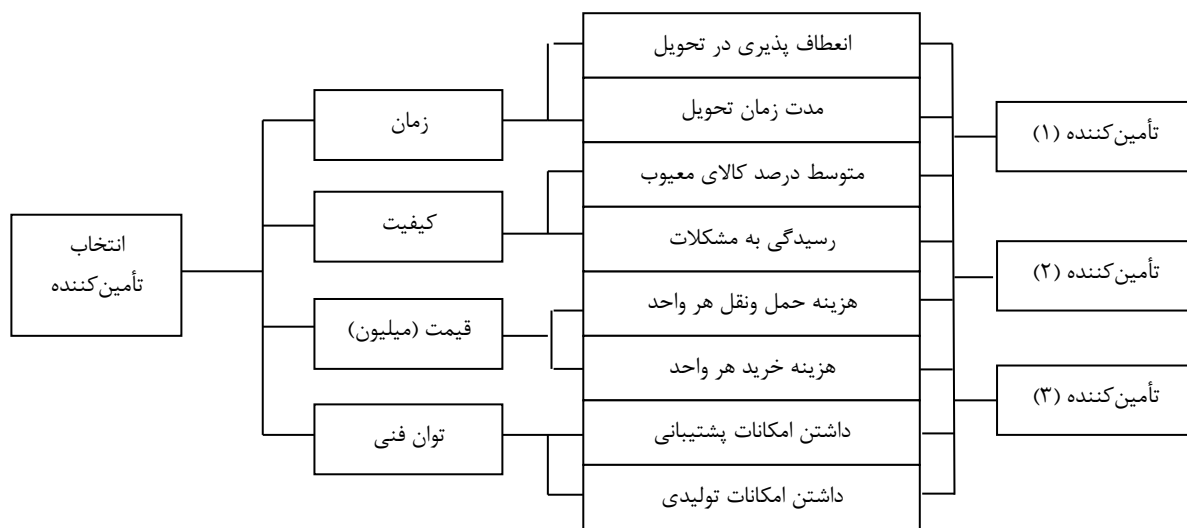 انتخاب
تأمین‌کننده
زمان
کیفیت
قیمت (میلیون)
توان فنی
انعطاف پذیری در تحویل
مدت زمان تحویل
متوسط درصد کالای معیوب
رسیدگی به مشکلات
هزینه حمل ونقل هر واحد
هزینه خرید هر واحد
داشتن امکانات پشتیبانی
داشتن امکانات تولیدی
تأمین‌کننده (۱)
تأمین‌کننده (۲)
تأمین‌کننده (۳)